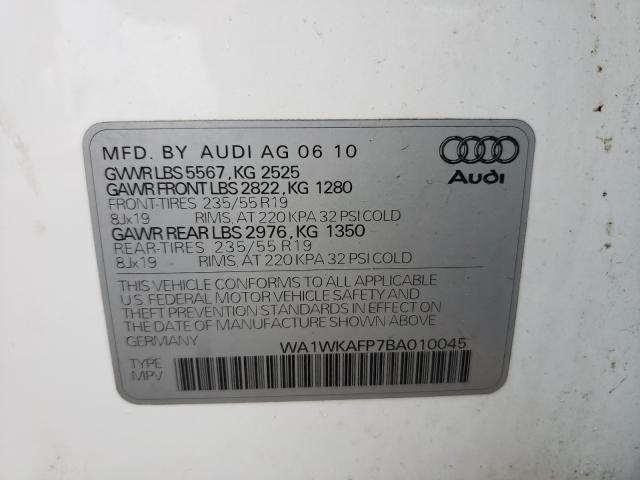 MFD. BY AUDI AG 06 10
GVWR LBS 5567, KG 2525
GAWR FRONT LBS 2822, KG 1280
FRONT-TIRES 235/55 R19
8Jx19 RIMS, AT 220 KPA 32 PSI COLD
GAWR REAR LBS 2976, KG 1350
REAR-TIRES 235/55 R19
8Jx19 RIMS, AT 220 KPA 32 PSI COLD
THIS VEHICLE CONFORMS TO ALL APPLICABLE
U.S. FEDERAL MOTOR VEHICLE SAFETY AND
THEFT PREVENTION STANDARDS IN EFFECT ON
THE DATE OF MANUFACTURE SHOWN ABOVE.
GERMANY WA1WKAFP7BA010045
TYPE
MPV
Audi